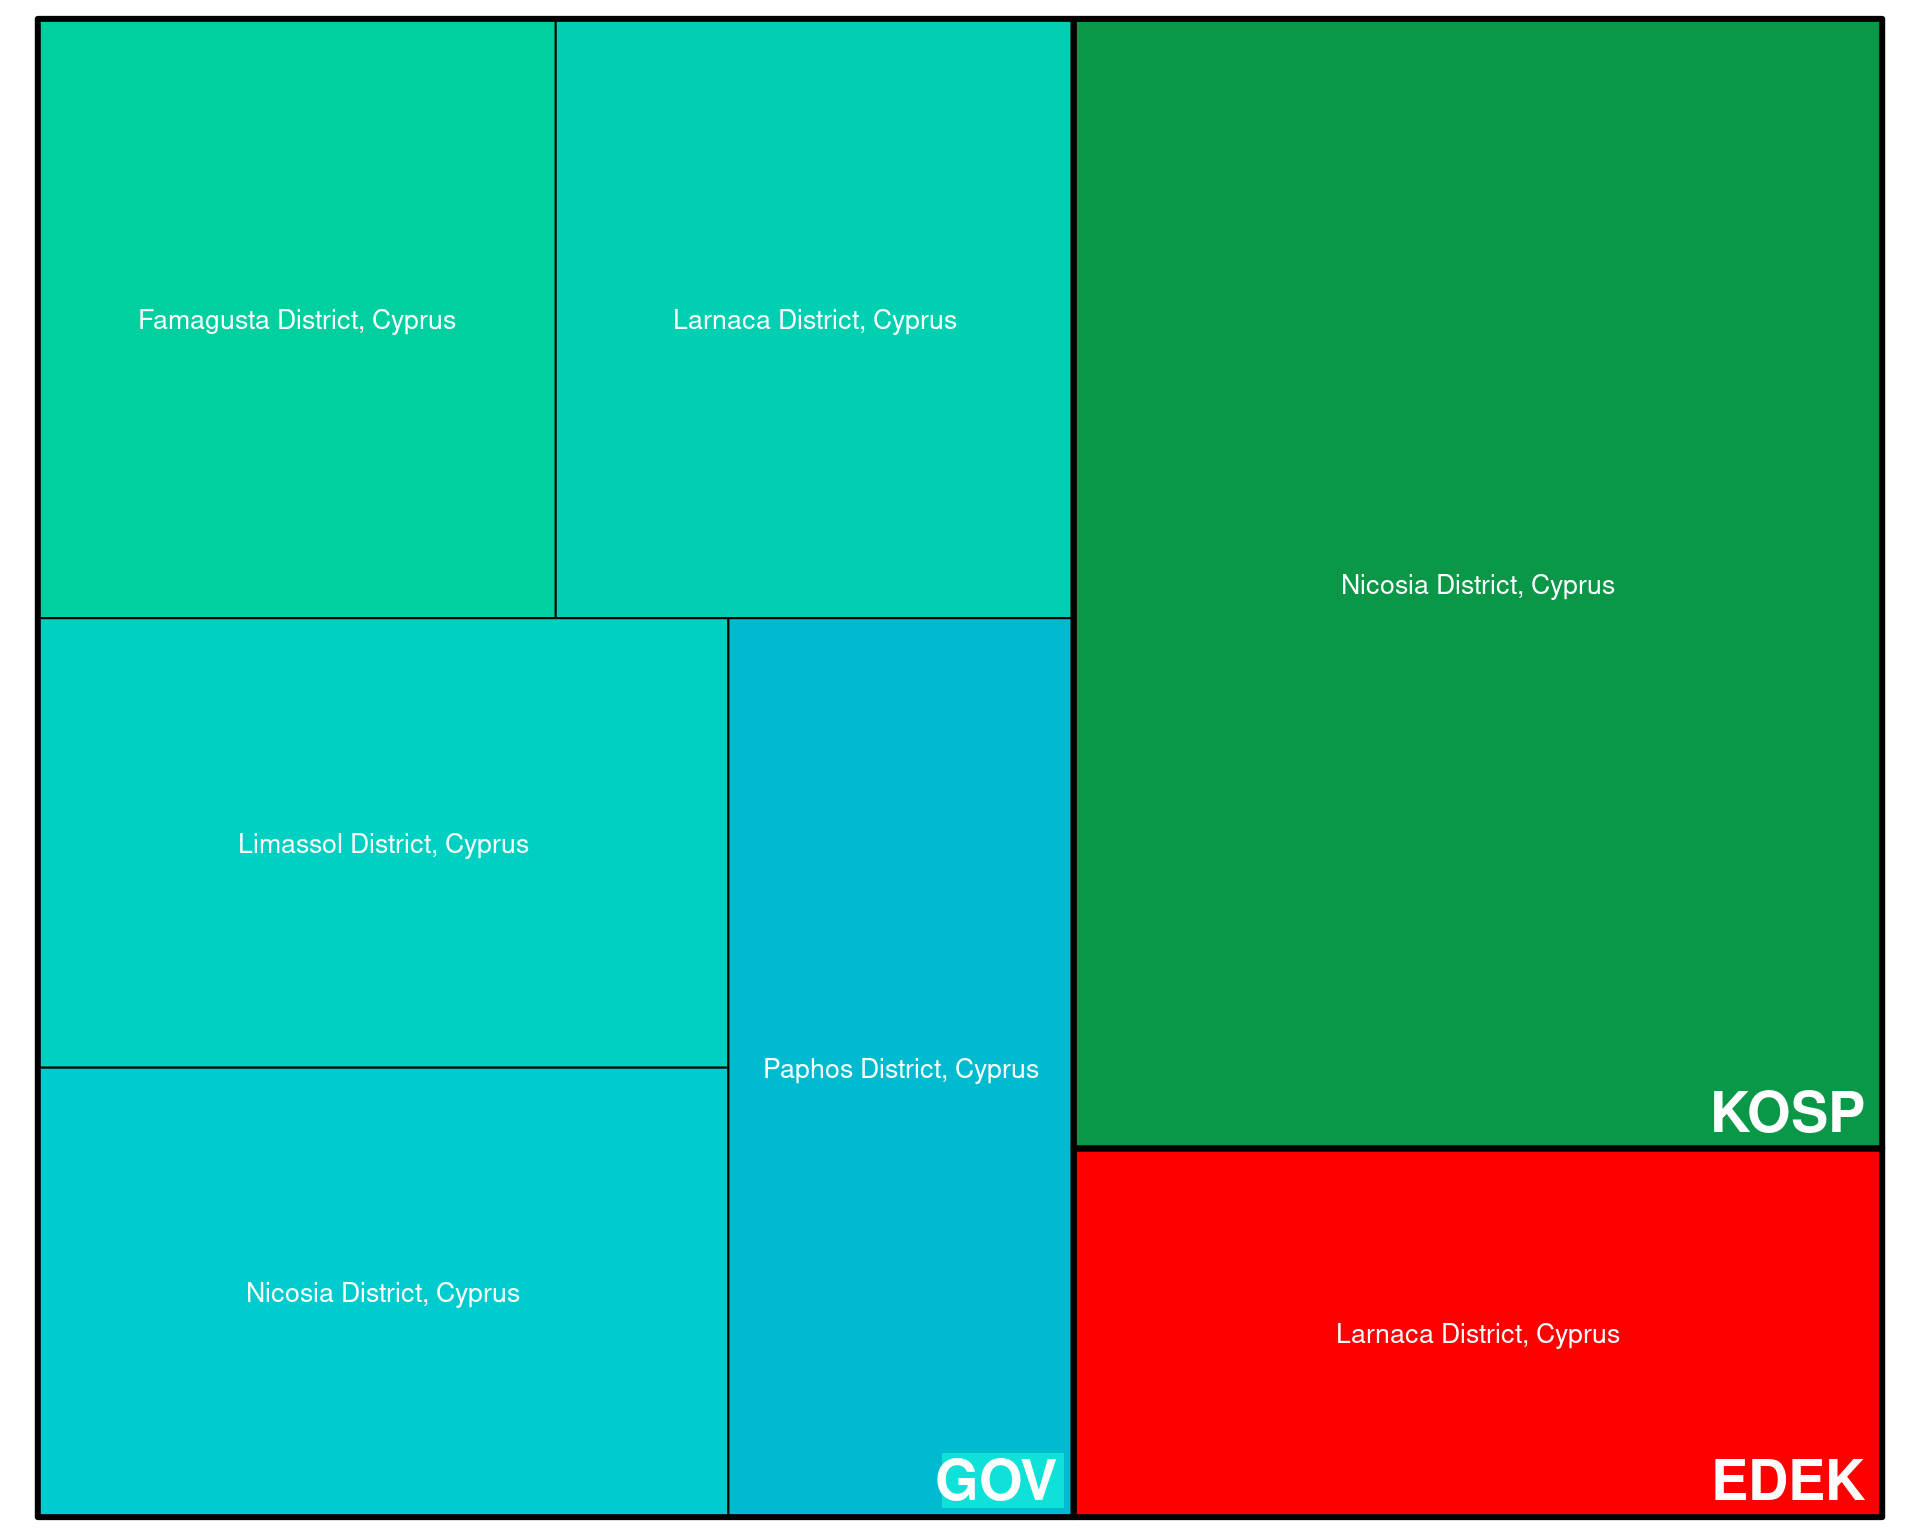 Famagusta District, Cyprus
Larnaca District, Cyprus
Limassol District, Cyprus
Paphos District, Cyprus
Nicosia District, Cyprus
GOV
Nicosia District, Cyprus
KOSP
Larnaca District, Cyprus
EDEK